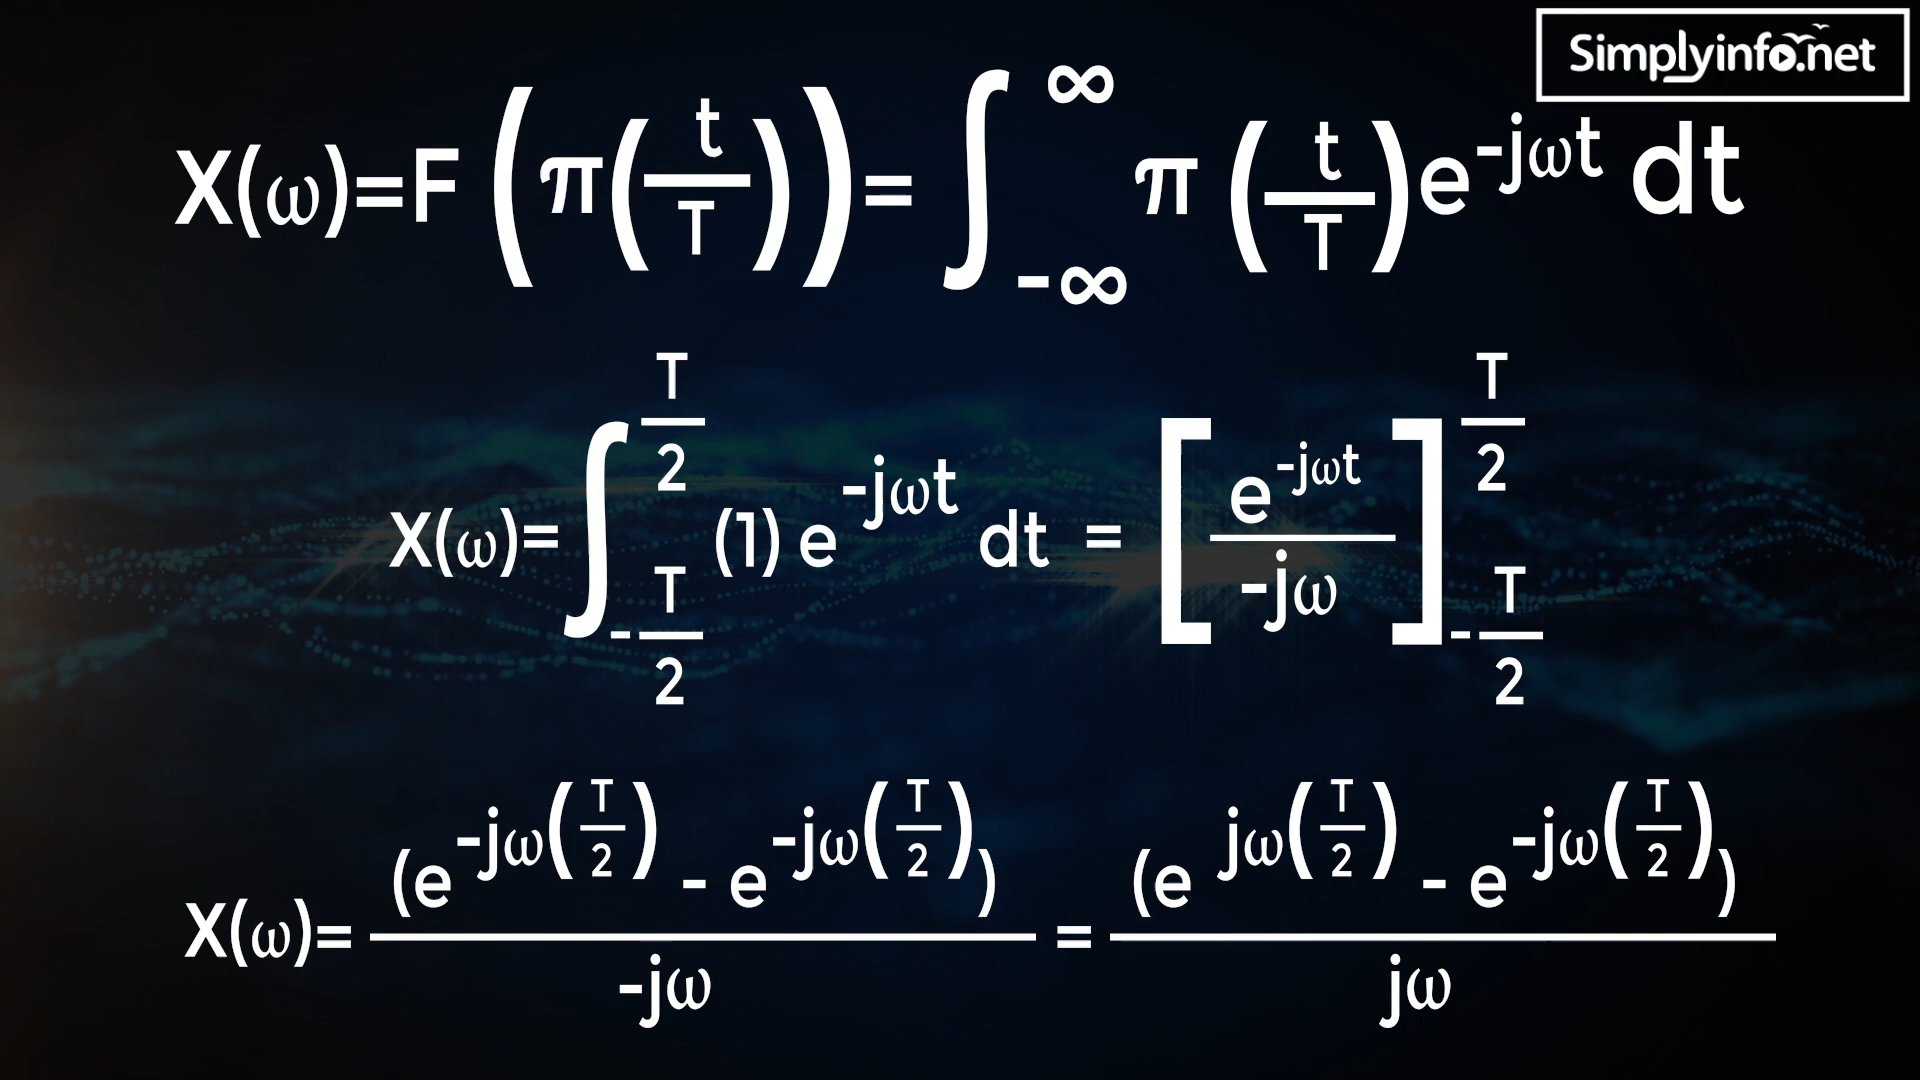 Simplyinfo.net
X(ω)=F(π(t/T))=∫_{-∞}^{∞} π(t/T)e^{-jωt} dt
X(ω)=∫_{-T/2}^{T/2} (1) e^{-jωt} dt = [e^{-jωt}/-jω]_{-T/2}^{T/2}
X(ω)=(e^{-jω(T/2)} - e^{-jω(T/2)})/-jω = (e^{jω(T/2)} - e^{-jω(T/2)})/jω